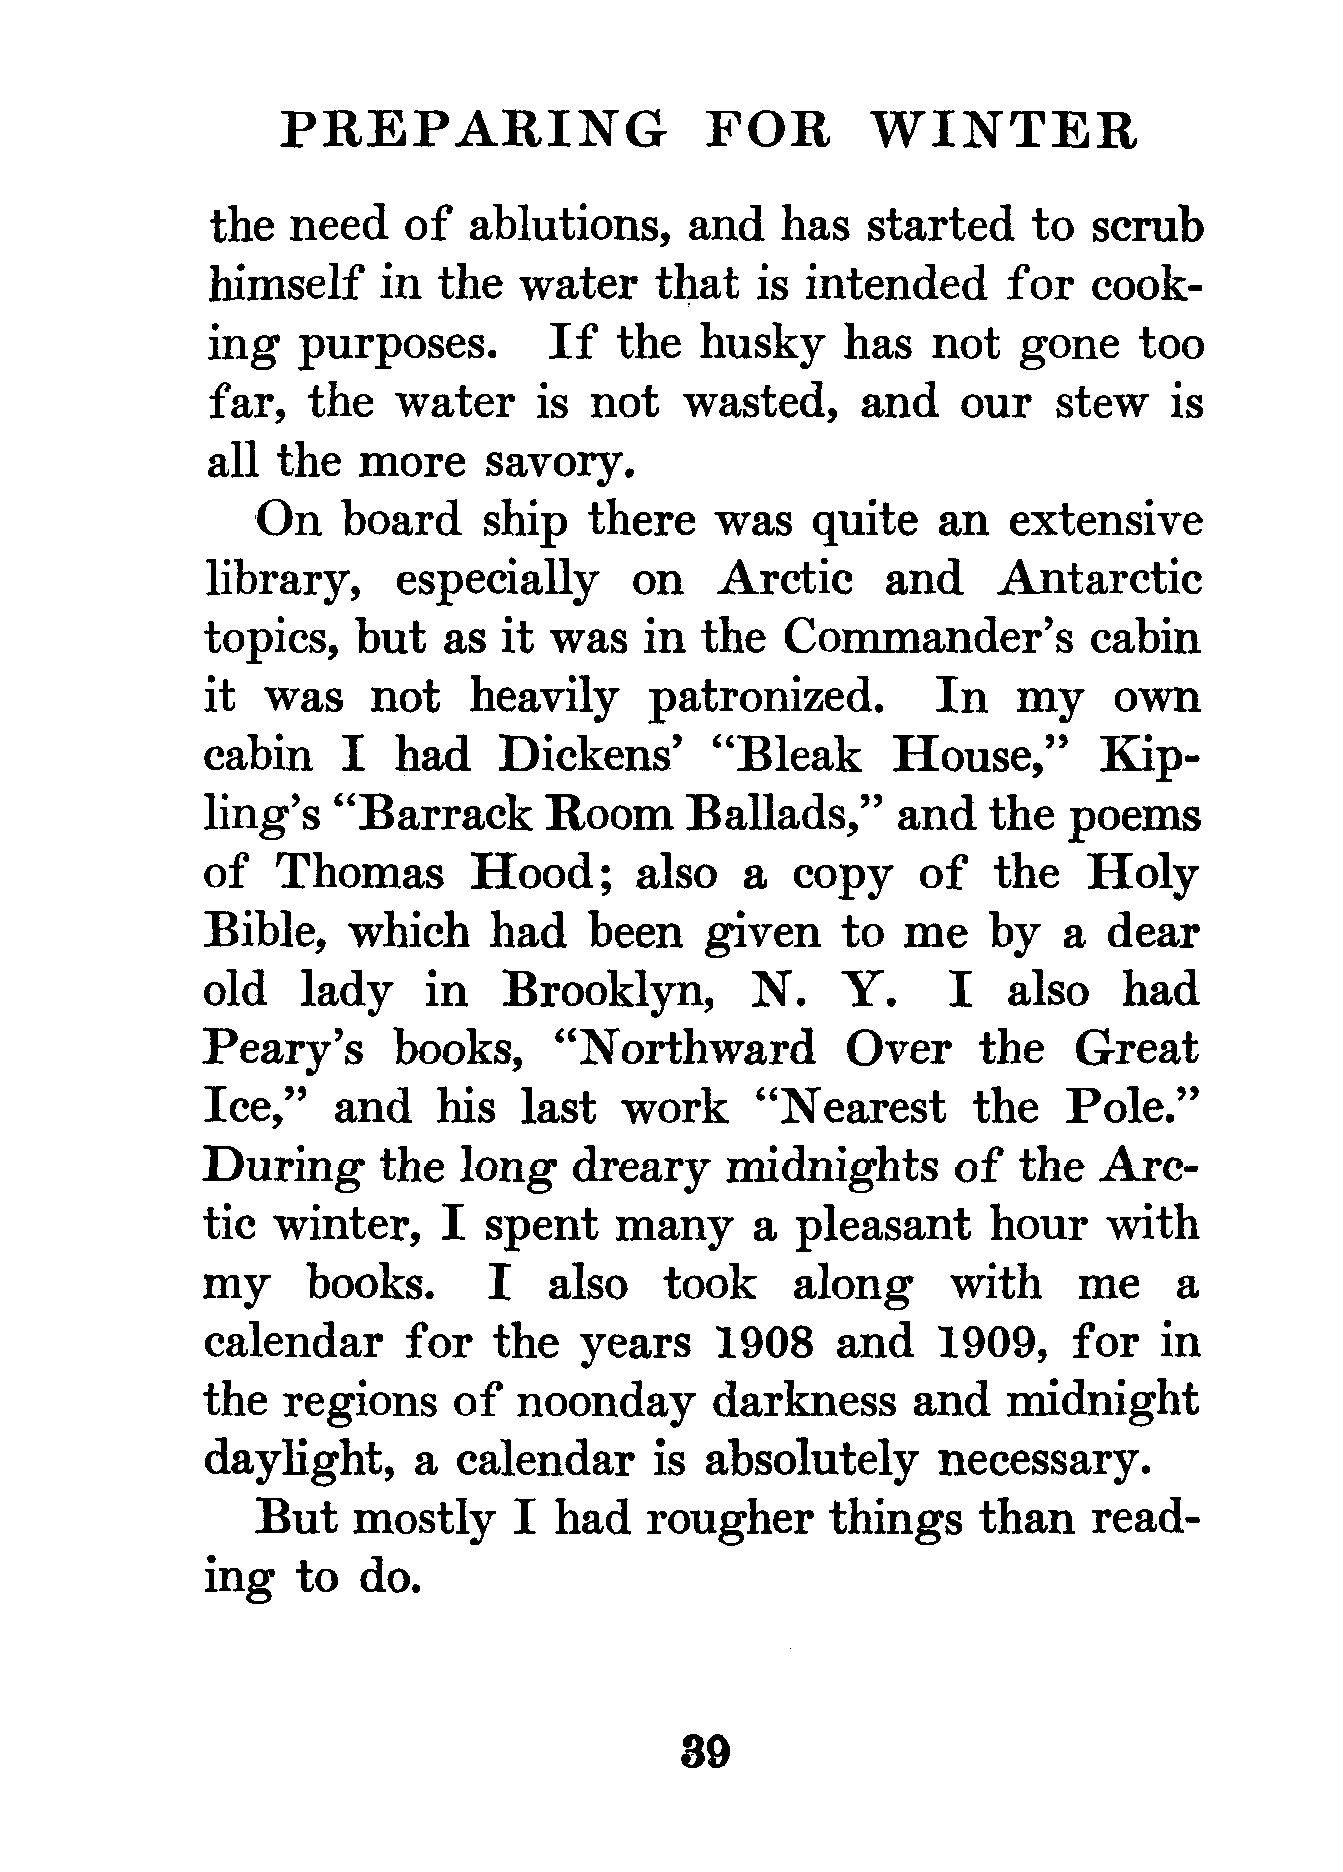 PREPARING FOR WINTER
the need of ablutions, and has started to scrub
himself in the water that is intended for cook-
ing purposes. If the husky has not gone too
far, the water is not wasted, and our stew is
all the more savory.
On board ship there was quite an extensive
library, especially on Arctic and Antarctic
topics, but as it was in the Commander's cabin
it was not heavily patronized. In my own
cabin I had Dickens' “Bleak House,” Kip-
ling's “Barrack Room Ballads,” and the poems
of Thomas Hood; also a copy of the Holy
Bible, which had been given to me by a dear
old lady in Brooklyn, N. Y. I also had
Peary's books, “Northward Over the Great
Ice,” and his last work “Nearest the Pole.”
During the long dreary midnights of the Arc-
tic winter, I spent many a pleasant hour with
my books. I also took along with me a
calendar for the years 1908 and 1909, for in
the regions of noonday darkness and midnight
daylight, a calendar is absolutely necessary.
But mostly I had rougher things than read-
ing to do.
39